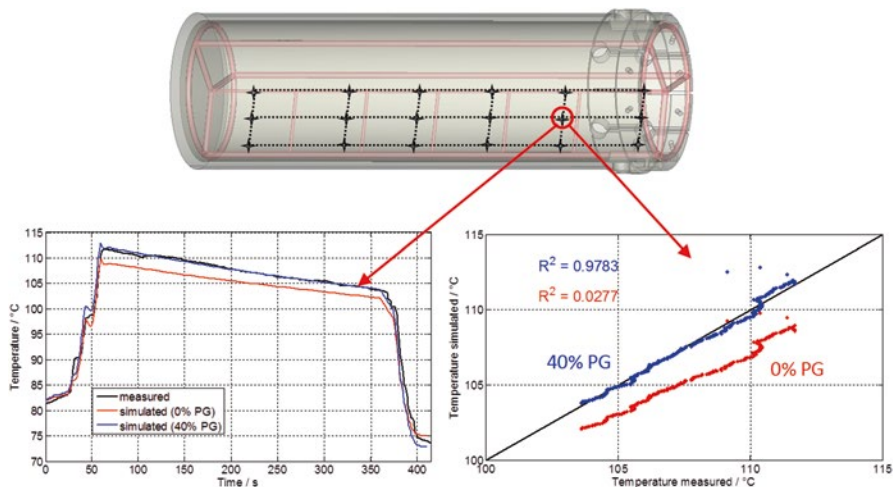 115
110
105
100
95
90
85
80
75
70
Temperature / °C
measured
simulated (0% PG)
simulated (40% PG)
0 50 100 150 200 250 300 350 400
Time / s
115
110
105
100
Temperature simulated / °C
R² = 0.9783
R² = 0.0277
40% PG
0% PG
100 105 110 115
Temperature measured / °C